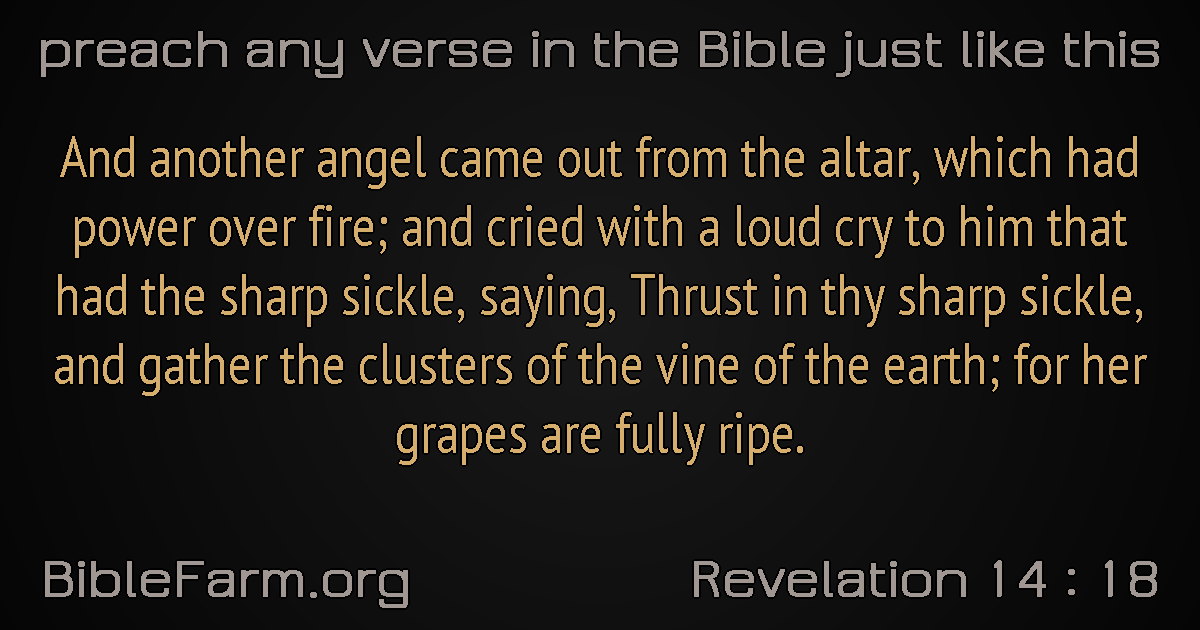 preach any verse in the Bible just like this
And another angel came out from the altar, which had
power over fire; and cried with a loud cry to him that
had the sharp sickle, saying, Thrust in thy sharp sickle,
and gather the clusters of the vine of the earth; for her
grapes are fully ripe.
BibleFarm.org
Revelation 14 : 18